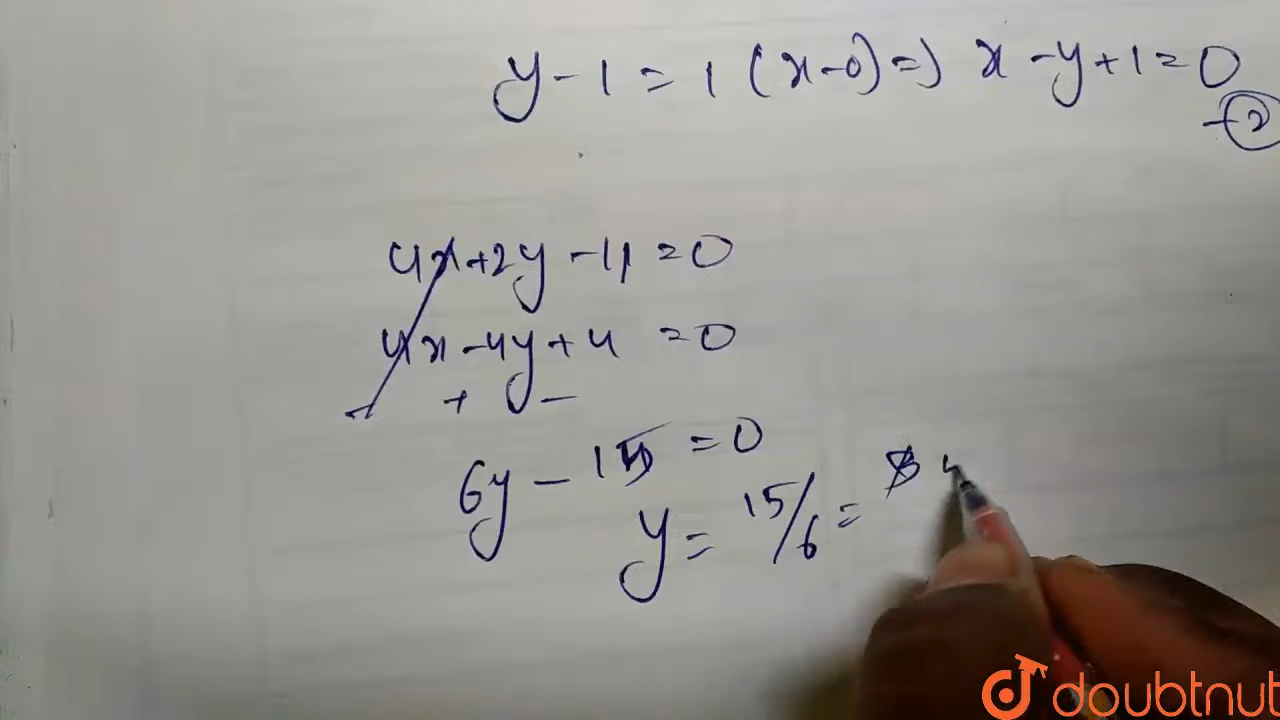 y - 1 = 1 (x - 0) => x - y + 1 = 0
- ②
4x + 2y - 11 = 0
4x - 4y + 4 = 0
- + -
6y - 15 = 0
y = 15/6 =
doubtnut